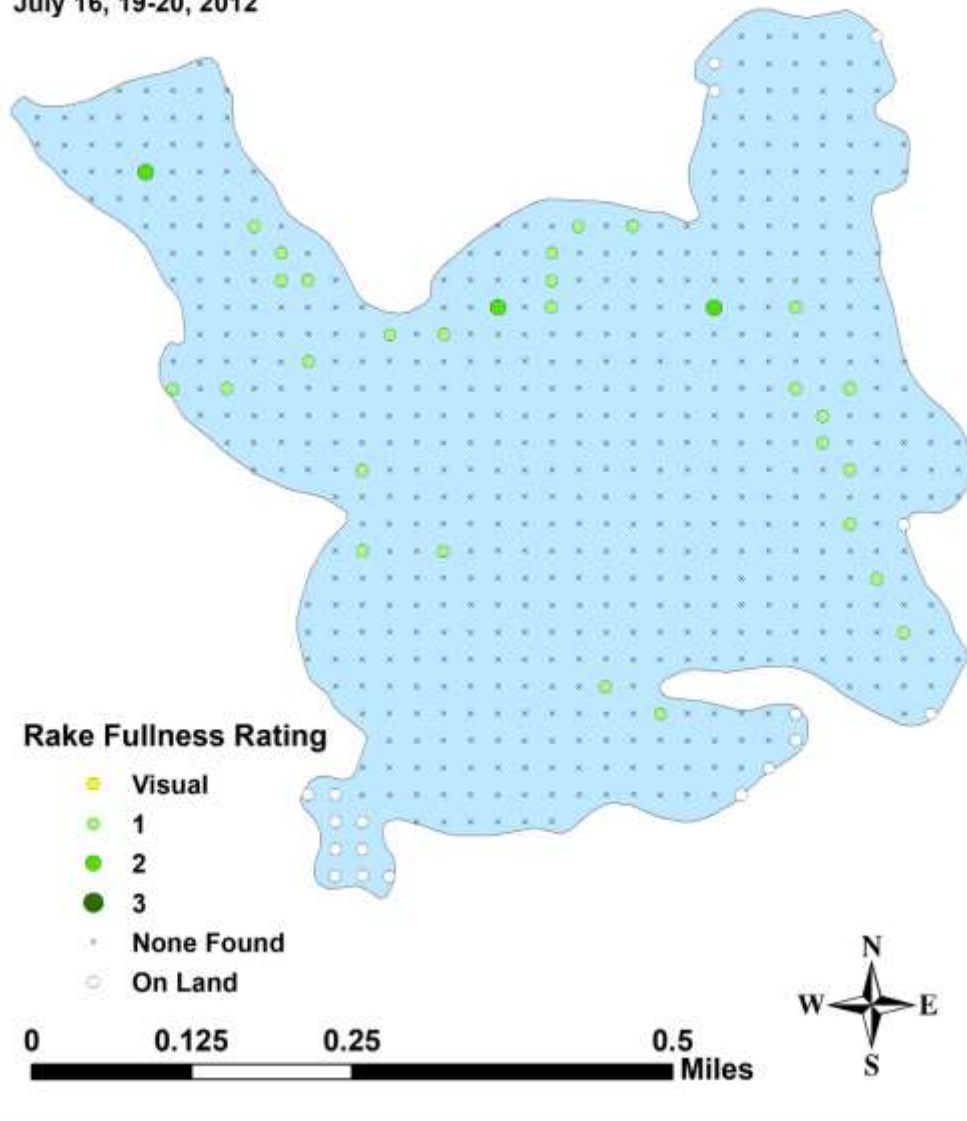 July 16, 19-20, 2012
Rake Fullness Rating
Visual
1
2
3
None Found
On Land
N
W E
S
0 0.125 0.25 0.5
Miles